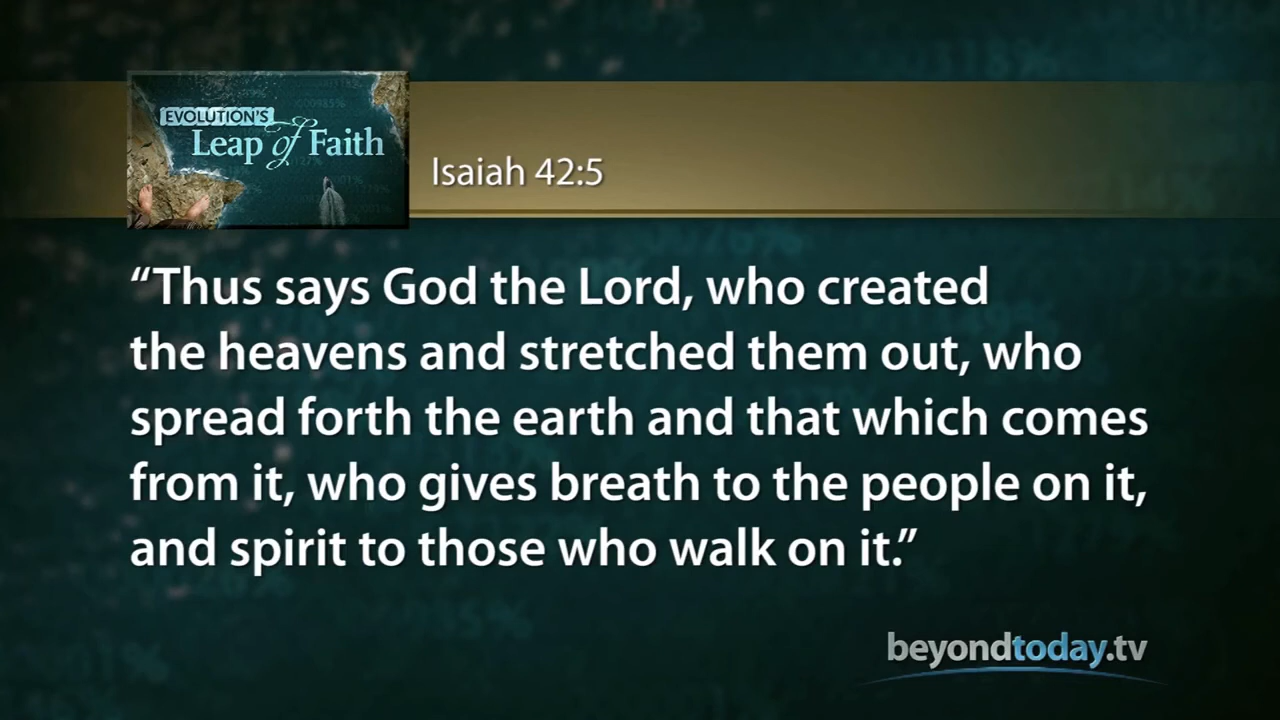 EVOLUTION'S
Leap of Faith
Isaiah 42:5
“Thus says God the Lord, who created
the heavens and stretched them out, who
spread forth the earth and that which comes
from it, who gives breath to the people on it,
and spirit to those who walk on it.”
beyondtoday.tv